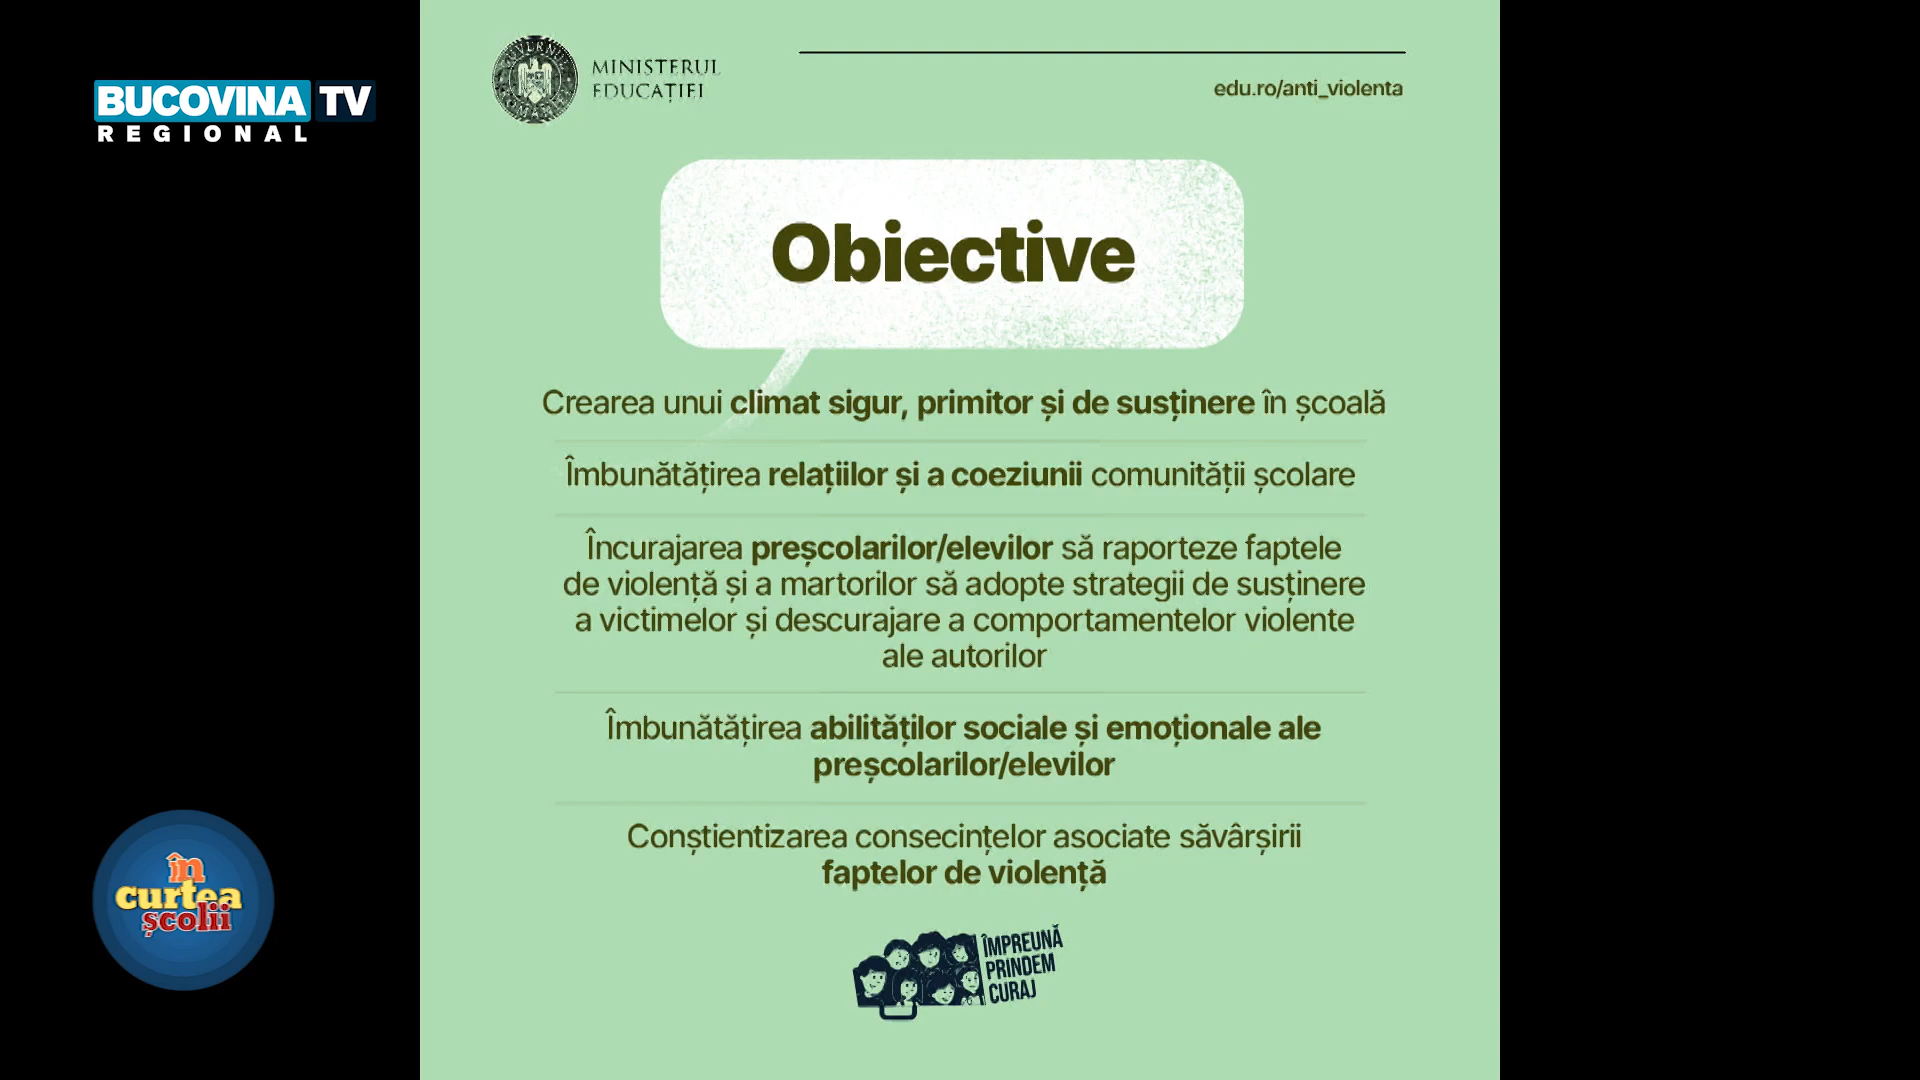 BUCOVINA TV
REGIONAL
MINISTERUL
EDUCAȚIEI
edu.ro/anti_violenta
Obiective
Crearea unui climat sigur, primitor și de susținere în școală
Îmbunătățirea relațiilor și a coeziunii comunității școlare
Încurajarea preșcolarilor/elevilor să raporteze faptele
de violență și a martorilor să adopte strategii de susținere
a victimelor și descurajare a comportamentelor violente
ale autorilor
Îmbunătățirea abilităților sociale și emoționale ale
preșcolarilor/elevilor
Conștientizarea consecințelor asociate săvârșirii
faptelor de violență
în
curtea
școlii
ÎMPREUNĂ
PRINDEM
CURAJ